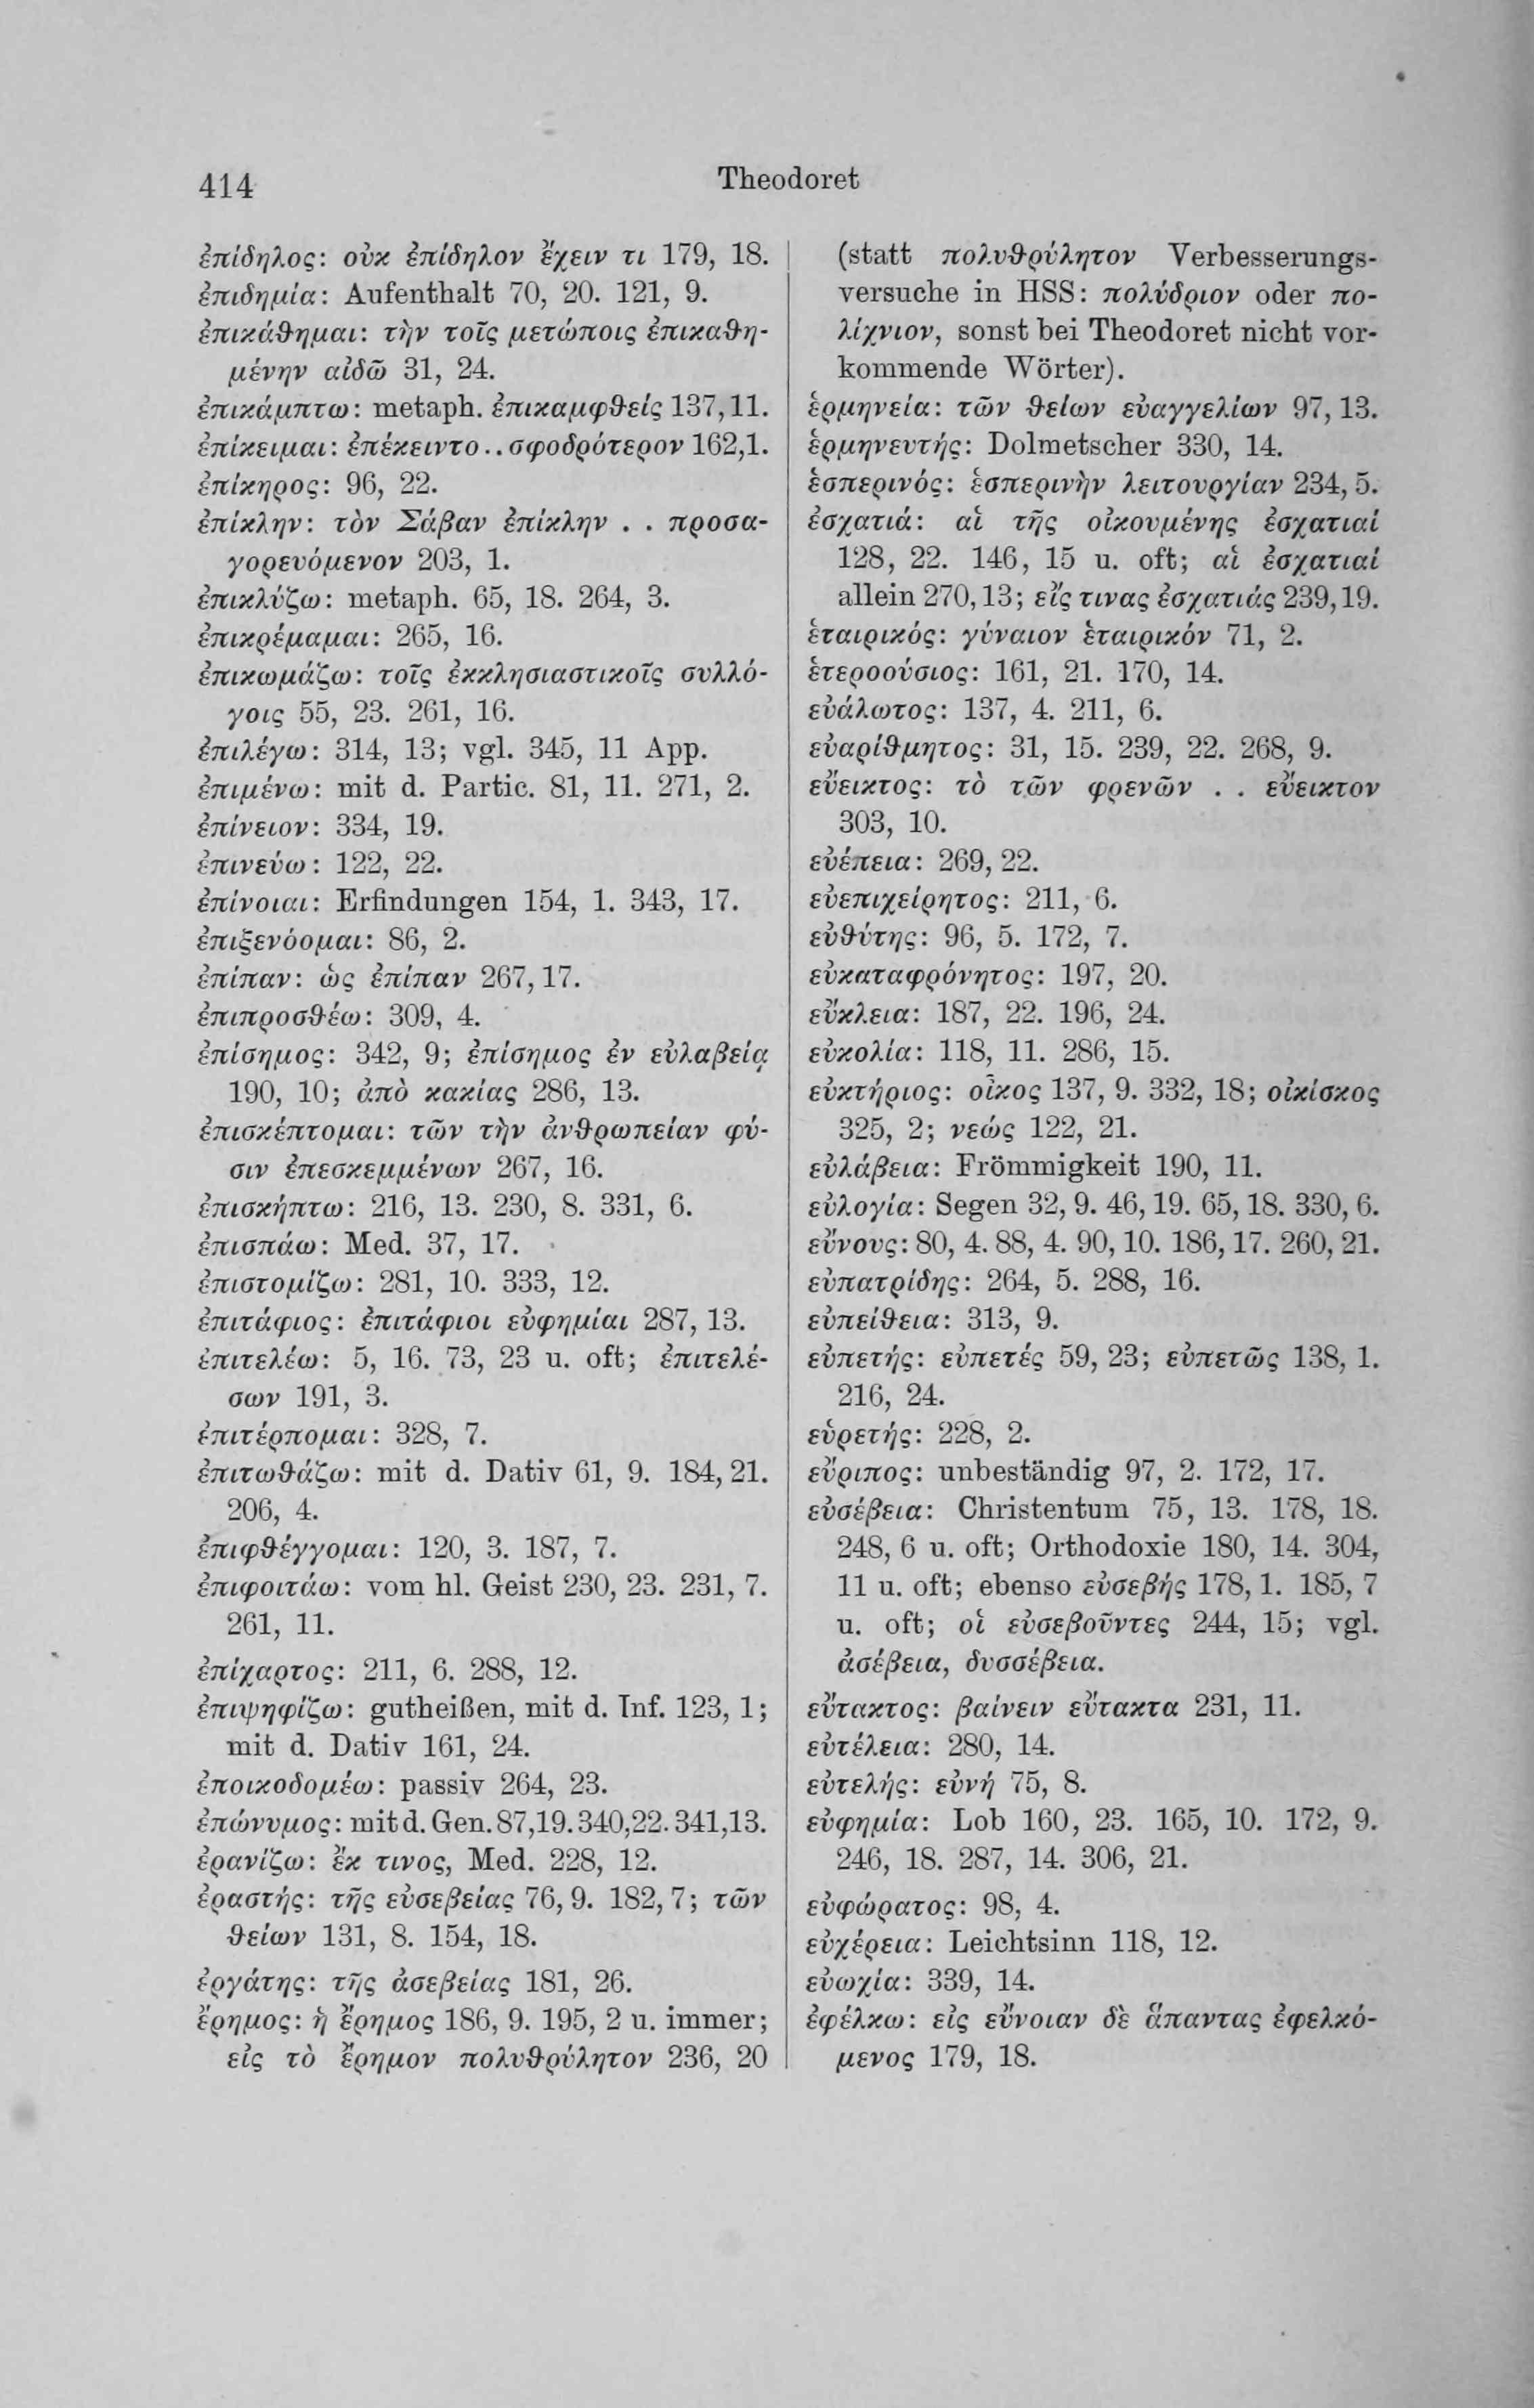 414
Theodoret
ἐπίδηλος: οὐκ ἐπίδηλον ἔχειν τι 179, 18.
ἐπιδημία: Aufenthalt 70, 20. 121, 9.
ἐπικάθημαι: τὴν τοῖς μετώποις ἐπικαθη-
μένην αἰδῶ 31, 24.
ἐπικάμπτω: metaph. ἐπικαμφθείς 137,11.
ἐπίκειμαι: ἐπέκειντο .. σφοδρότερον 162,1.
ἐπίκηρος: 96, 22.
ἐπίκλην: τὸν Σάβαν ἐπίκλην . . προσα-
γορευόμενον 203, 1.
ἐπικλύζω: metaph. 65, 18. 264, 3.
ἐπικρέμαμαι: 265, 16.
ἐπικωμάζω: τοῖς ἐκκλησιαστικοῖς συλλό-
γοις 55, 23. 261, 16.
ἐπιλέγω: 314, 13; vgl. 345, 11 App.
ἐπιμένω: mit d. Partic. 81, 11. 271, 2.
ἐπίνειον: 334, 19.
ἐπινεύω: 122, 22.
ἐπίνοιαι: Erfindungen 154, 1. 343, 17.
ἐπιξενόομαι: 86, 2.
ἐπίπαν: ὡς ἐπίπαν 267, 17.
ἐπιπροσθέω: 309, 4.
ἐπίσημος: 342, 9; ἐπίσημος ἐν εὐλαβείᾳ
190, 10; ἀπὸ κακίας 286, 13.
ἐπισκέπτομαι: τῶν τὴν ἀνθρωπείαν φύ-
σιν ἐπεσκεμμένων 267, 16.
ἐπισκήπτω: 216, 13. 230, 8. 331, 6.
ἐπισπάω: Med. 37, 17.
ἐπιστομίζω: 281, 10. 333, 12.
ἐπιτάφιος: ἐπιτάφιοι εὐφημίαι 287, 13.
ἐπιτελέω: 5, 16. 73, 23 u. oft; ἐπιτελέ-
σων 191, 3.
ἐπιτέρπομαι: 328, 7.
ἐπιτωθάζω: mit d. Dativ 61, 9. 184, 21.
206, 4.
ἐπιφθέγγομαι: 120, 3. 187, 7.
ἐπιφοιτάω: vom hl. Geist 230, 23. 231, 7.
261, 11.
ἐπίχαρτος: 211, 6. 288, 12.
ἐπιψηφίζω: gutheißen, mit d. Inf. 123, 1;
mit d. Dativ 161, 24.
ἐποικοδομέω: passiv 264, 23.
ἐπώνυμος: mit d. Gen. 87,19. 340,22. 341,13.
ἐρανίζω: ἔκ τινος, Med. 228, 12.
ἐραστής: τῆς εὐσεβείας 76, 9. 182, 7; τῶν
θείων 131, 8. 154, 18.
ἐργάτης: τῆς ἀσεβείας 181, 26.
ἔρημος: ἡ ἔρημος 186, 9. 195, 2 u. immer;
εἰς τὸ ἔρημον πολυθρύλητον 236, 20
(statt πολυθρύλητον Verbesserungs-
versuche in HSS: πολύδριον oder πο-
λίχνιον, sonst bei Theodoret nicht vor-
kommende Wörter).
ἑρμηνεία: τῶν θείων εὐαγγελίων 97, 13.
ἑρμηνευτής: Dolmetscher 330, 14.
ἑσπερινός: ἑσπερινὴν λειτουργίαν 234, 5.
ἐσχατιά: αἱ τῆς οἰκουμένης ἐσχατιαί
128, 22. 146, 15 u. oft; αἱ ἐσχατιαί
allein 270, 13; εἴς τινας ἐσχατιάς 239, 19.
ἑταιρικός: γύναιον ἑταιρικόν 71, 2.
ἑτεροούσιος: 161, 21. 170, 14.
εὐάλωτος: 137, 4. 211, 6.
εὐαρίθμητος: 31, 15. 239, 22. 268, 9.
εὔεικτος: τὸ τῶν φρενῶν . . εὔεικτον
303, 10.
εὐέπεια: 269, 22.
εὐεπιχείρητος: 211, 6.
εὐθύτης: 96, 5. 172, 7.
εὐκαταφρόνητος: 197, 20.
εὔκλεια: 187, 22. 196, 24.
εὐκολία: 118, 11. 286, 15.
εὐκτήριος: οἶκος 137, 9. 332, 18; οἰκίσκος
325, 2; νεώς 122, 21.
εὐλάβεια: Frömmigkeit 190, 11.
εὐλογία: Segen 32, 9. 46, 19. 65, 18. 330, 6.
εὔνους: 80, 4. 88, 4. 90, 10. 186, 17. 260, 21.
εὐπατρίδης: 264, 5. 288, 16.
εὐπείθεια: 313, 9.
εὐπετής: εὐπετές 59, 23; εὐπετῶς 138, 1.
216, 24.
εὑρετής: 228, 2.
εὔριπος: unbeständig 97, 2. 172, 17.
εὐσέβεια: Christentum 75, 13. 178, 18.
248, 6 u. oft; Orthodoxie 180, 14. 304,
11 u. oft; ebenso εὐσεβής 178, 1. 185, 7
u. oft; οἱ εὐσεβοῦντες 244, 15; vgl.
ἀσέβεια, δυσσέβεια.
εὔτακτος: βαίνειν εὔτακτα 231, 11.
εὐτέλεια: 280, 14.
εὐτελής: εὐνή 75, 8.
εὐφημία: Lob 160, 23. 165, 10. 172, 9.
246, 18. 287, 14. 306, 21.
εὐφώρατος: 98, 4.
εὐχέρεια: Leichtsinn 118, 12.
εὐωχία: 339, 14.
ἐφέλκω: εἰς εὔνοιαν δὲ ἅπαντας ἐφελκό-
μενος 179, 18.